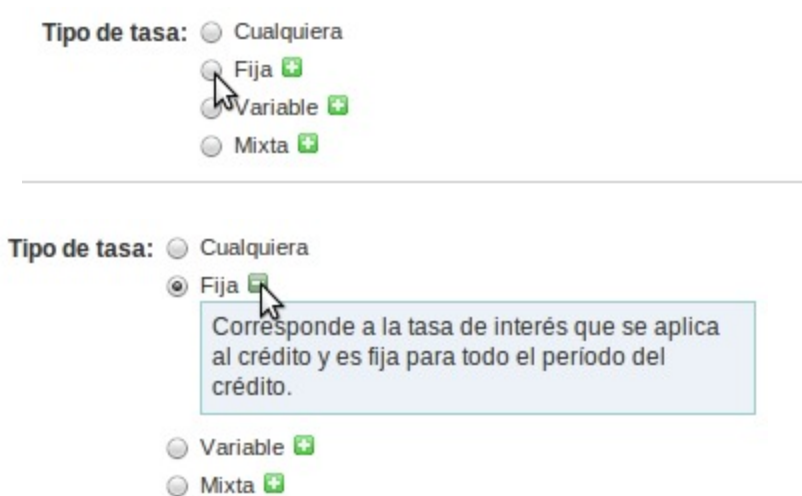 Tipo de tasa: Cualquiera
Fija
Variable
Mixta
Tipo de tasa: Cualquiera
Fija
Corresponde a la tasa de interés que se aplica
al crédito y es fija para todo el período del
crédito.
Variable
Mixta